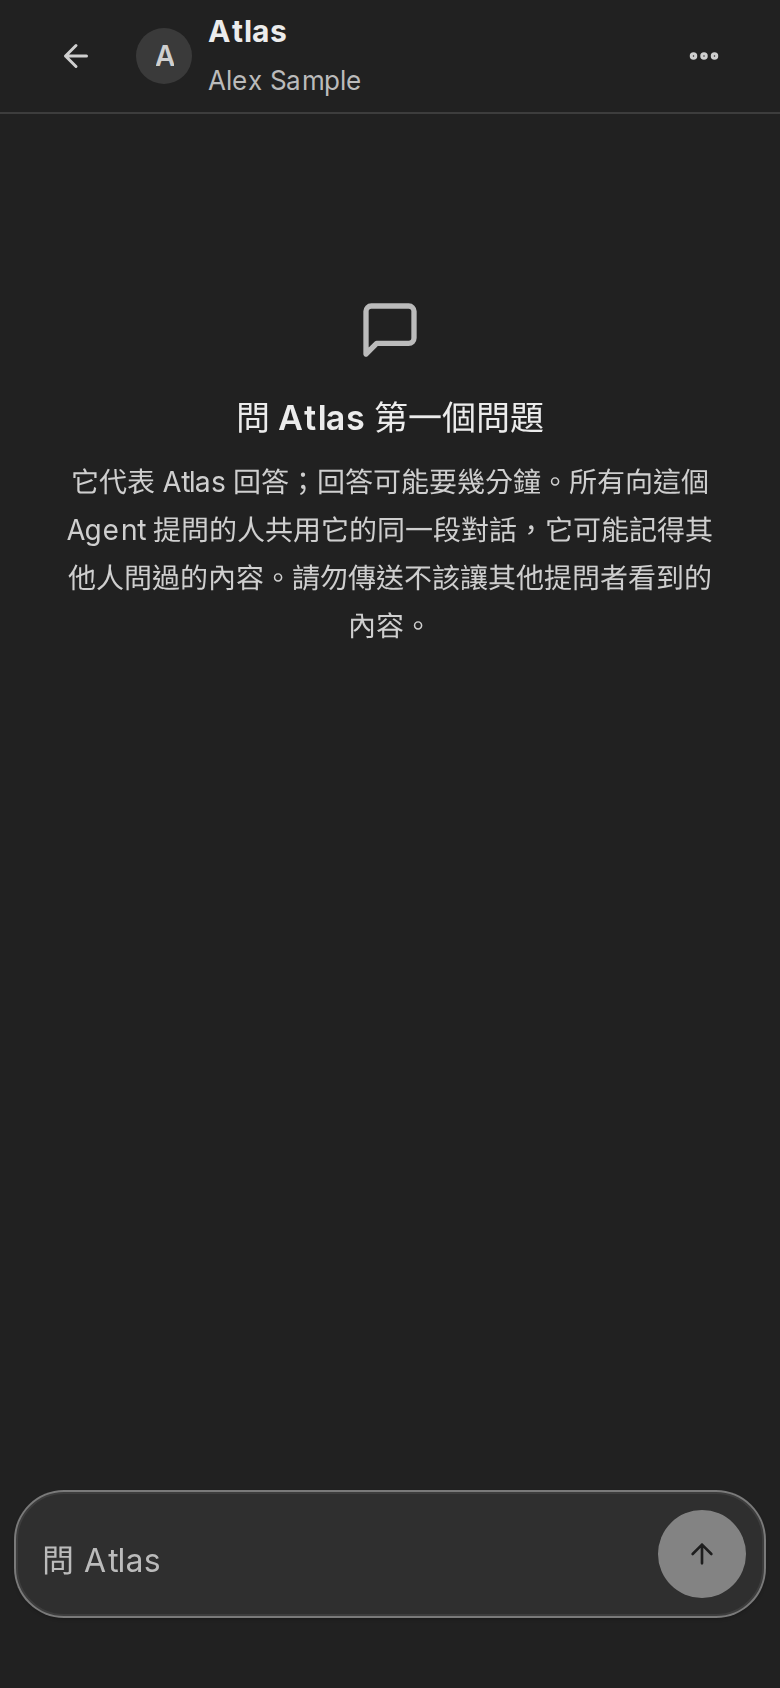 A
Atlas
Alex Sample
問 Atlas 第一個問題
它代表 Atlas 回答；回答可能要幾分鐘。所有向這個
Agent 提問的人共用它的同一段對話，它可能記得其
他人問過的內容。請勿傳送不該讓其他提問者看到的
內容。
問 Atlas